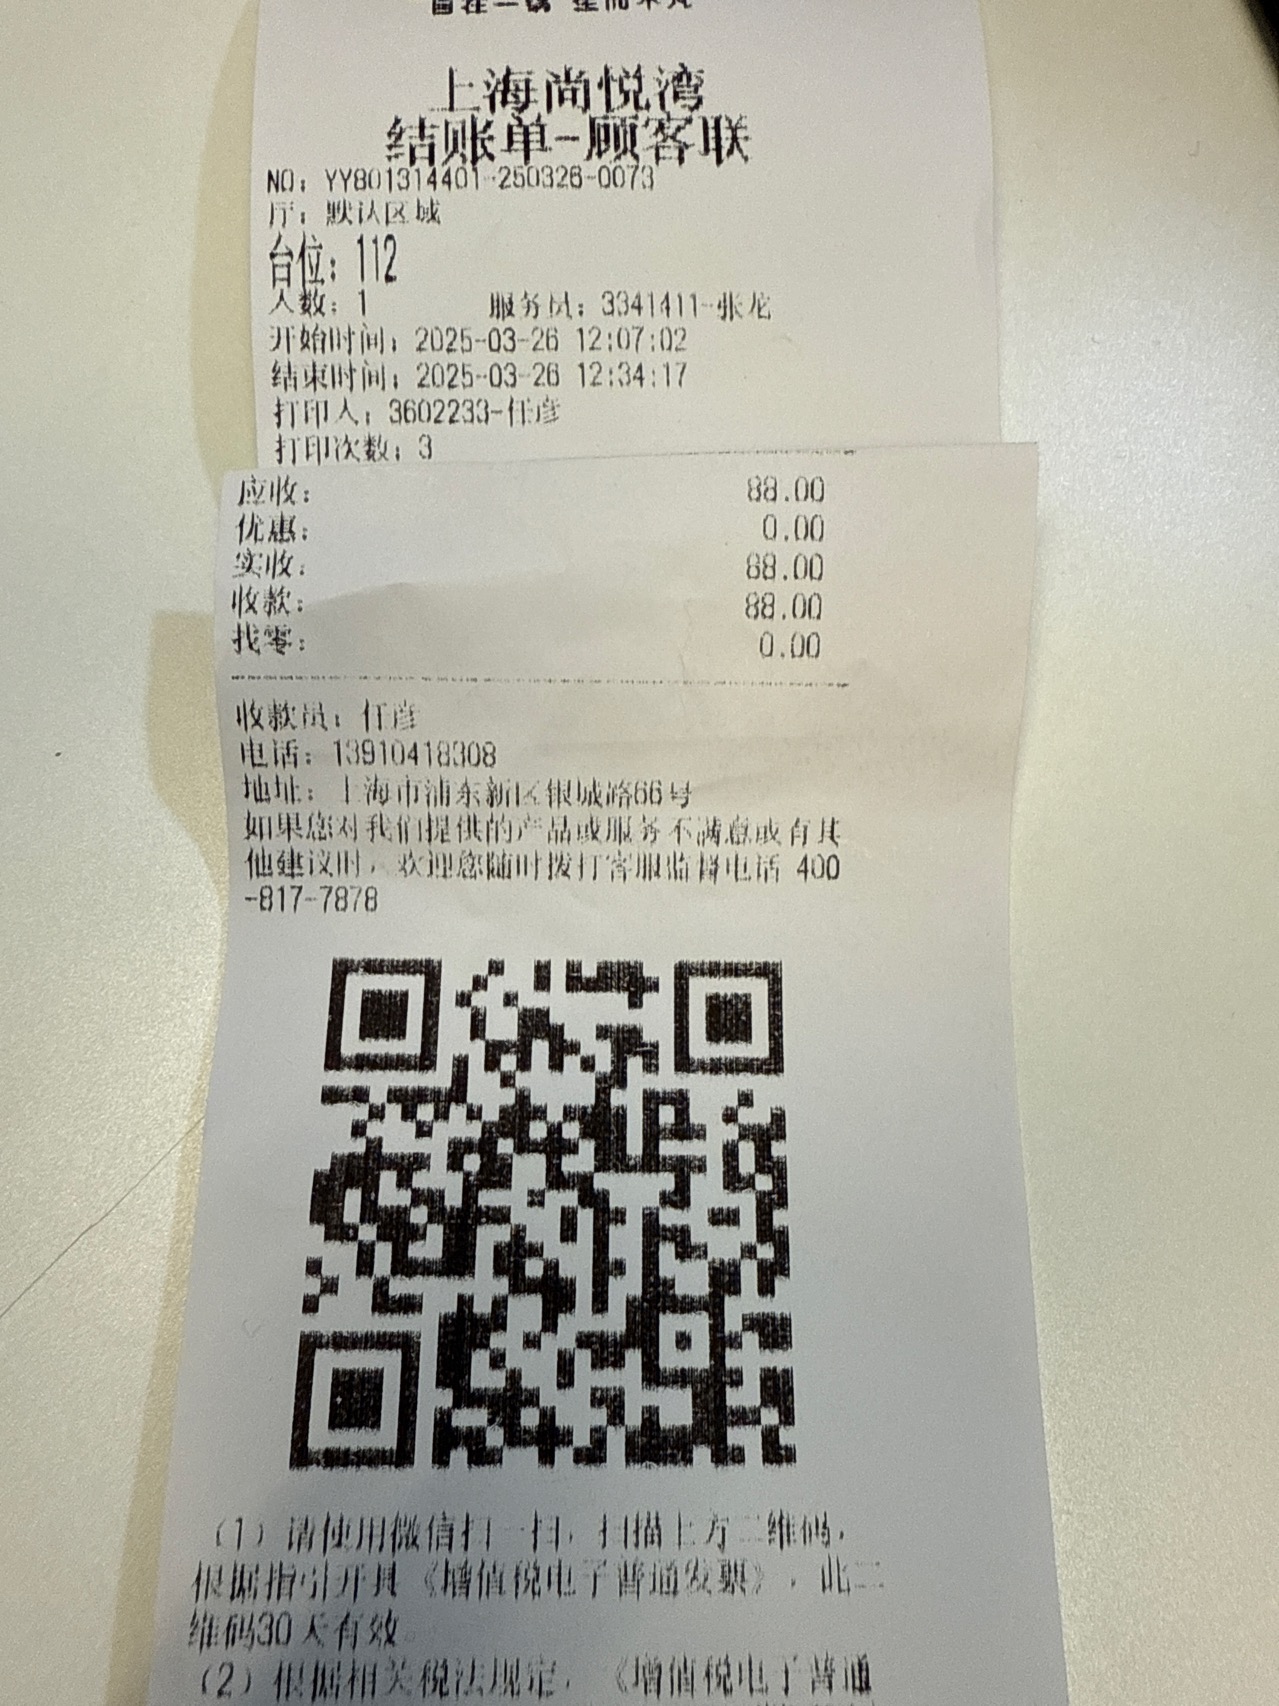 上海尚悦湾
结账单-顾客联
NO: YY801314401-250326-0073
厅: 默认区域
台位: 112
人数: 1 服务员: 3341411-张龙
开始时间: 2025-03-26 12:07:02
结束时间: 2025-03-26 12:34:17
打印人: 3602233-任彦
打印次数: 3
应收: 88.00
优惠: 0.00
实收: 88.00
收款: 88.00
找零: 0.00
收款员: 任彦
电话: 13910418308
地址: 上海市浦东新区银城路66号
如果您对我们提供的产品或服务不满意或有其
他建议时, 欢迎您随时拨打客服监督电话 400
-817-7878
(1) 请使用微信扫一扫, 扫描上方二维码,
根据指引开具《增值税电子普通发票》, 此二
维码30天有效
(2) 根据相关税法规定, 《增值税电子普通